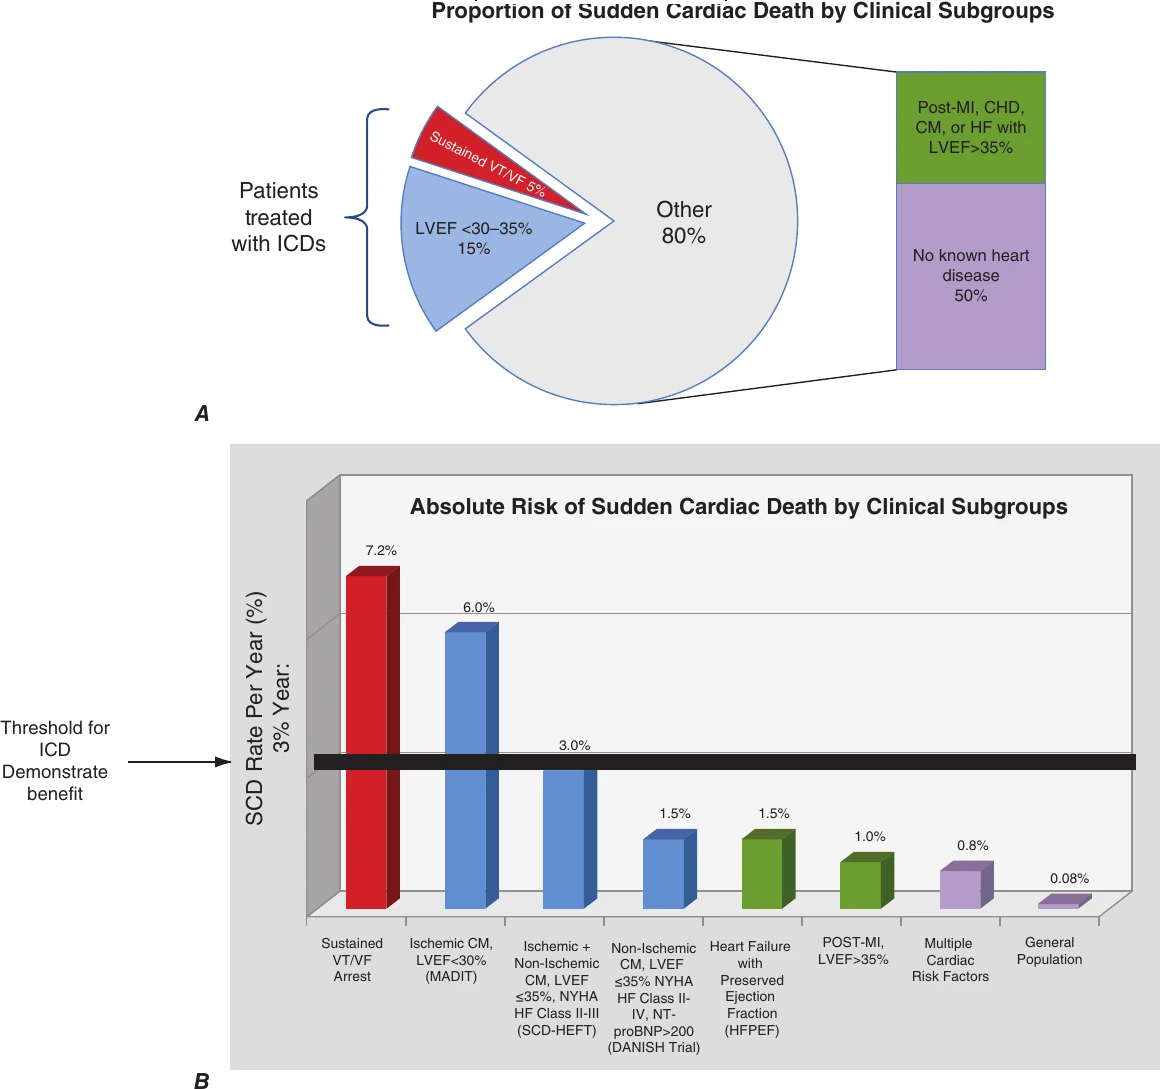 Proportion of Sudden Cardiac Death by Clinical Subgroups
Patients
treated
with ICDs
Sustained VT/VF 5%
LVEF <30–35%
15%
Other
80%
Post-MI, CHD,
CM, or HF with
LVEF>35%
No known heart
disease
50%
A
Absolute Risk of Sudden Cardiac Death by Clinical Subgroups
SCD Rate Per Year (%)
3% Year:
Threshold for
ICD
Demonstrate
benefit
7.2%
6.0%
3.0%
1.5%
1.5%
1.0%
0.8%
0.08%
Sustained
VT/VF
Arrest
Ischemic CM,
LVEF<30%
(MADIT)
Ischemic +
Non-Ischemic
CM, LVEF
≤35%, NYHA
HF Class II-III
(SCD-HEFT)
Non-Ischemic
CM, LVEF
≤35% NYHA
HF Class II-
IV, NT-
proBNP>200
(DANISH Trial)
Heart Failure
with
Preserved
Ejection
Fraction
(HFPEF)
POST-MI,
LVEF>35%
Multiple
Cardiac
Risk Factors
General
Population
B